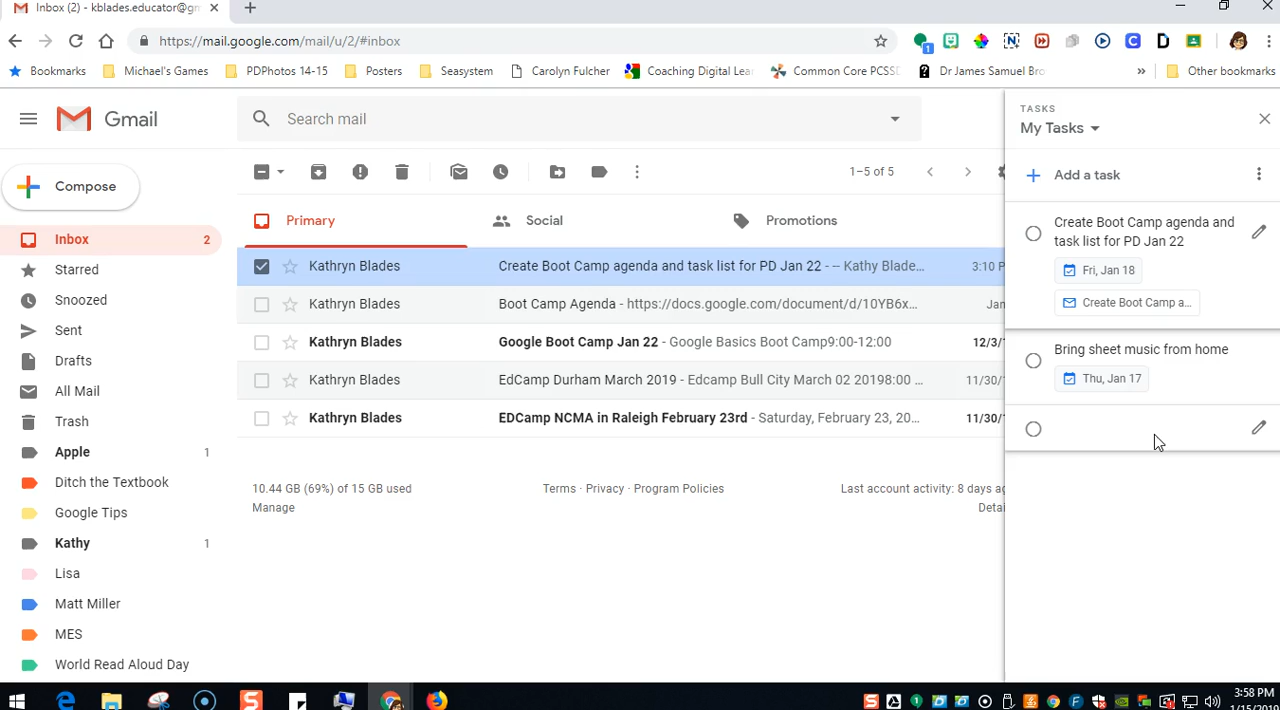 Inbox (2) - kblades.educator@gm
https://mail.google.com/mail/u/2/#inbox
1
Bookmarks
Michael's Games
PDPhotos 14-15
Posters
Seasystem
Carolyn Fulcher
Coaching Digital Lea
Common Core PCSSD
Dr James Samuel Bro
»
Other bookmarks
Gmail
Search mail
TASKS
My Tasks
Compose
1–5 of 5
Add a task
Inbox 2
Starred
Snoozed
Sent
Drafts
All Mail
Trash
Apple 1
Ditch the Textbook
Google Tips
Kathy 1
Lisa
Matt Miller
MES
World Read Aloud Day
Primary
Social
Promotions
Kathryn Blades Create Boot Camp agenda and task list for PD Jan 22 - -- Kathy Blade… 3:10 P
Kathryn Blades Boot Camp Agenda - https://docs.google.com/document/d/10YB6x… Jan
Kathryn Blades Google Boot Camp Jan 22 - Google Basics Boot Camp9:00-12:00 12/3/1
Kathryn Blades EdCamp Durham March 2019 - Edcamp Bull City March 02 20198:00 … 11/30/1
Kathryn Blades EDCamp NCMA in Raleigh February 23rd - Saturday, February 23, 20… 11/30/1
10.44 GB (69%) of 15 GB used
Manage
Terms · Privacy · Program Policies
Last account activity: 8 days ag
Detai
Create Boot Camp agenda and
task list for PD Jan 22
Fri, Jan 18
Create Boot Camp a...
Bring sheet music from home
Thu, Jan 17
3:58 PM
1/15/2019